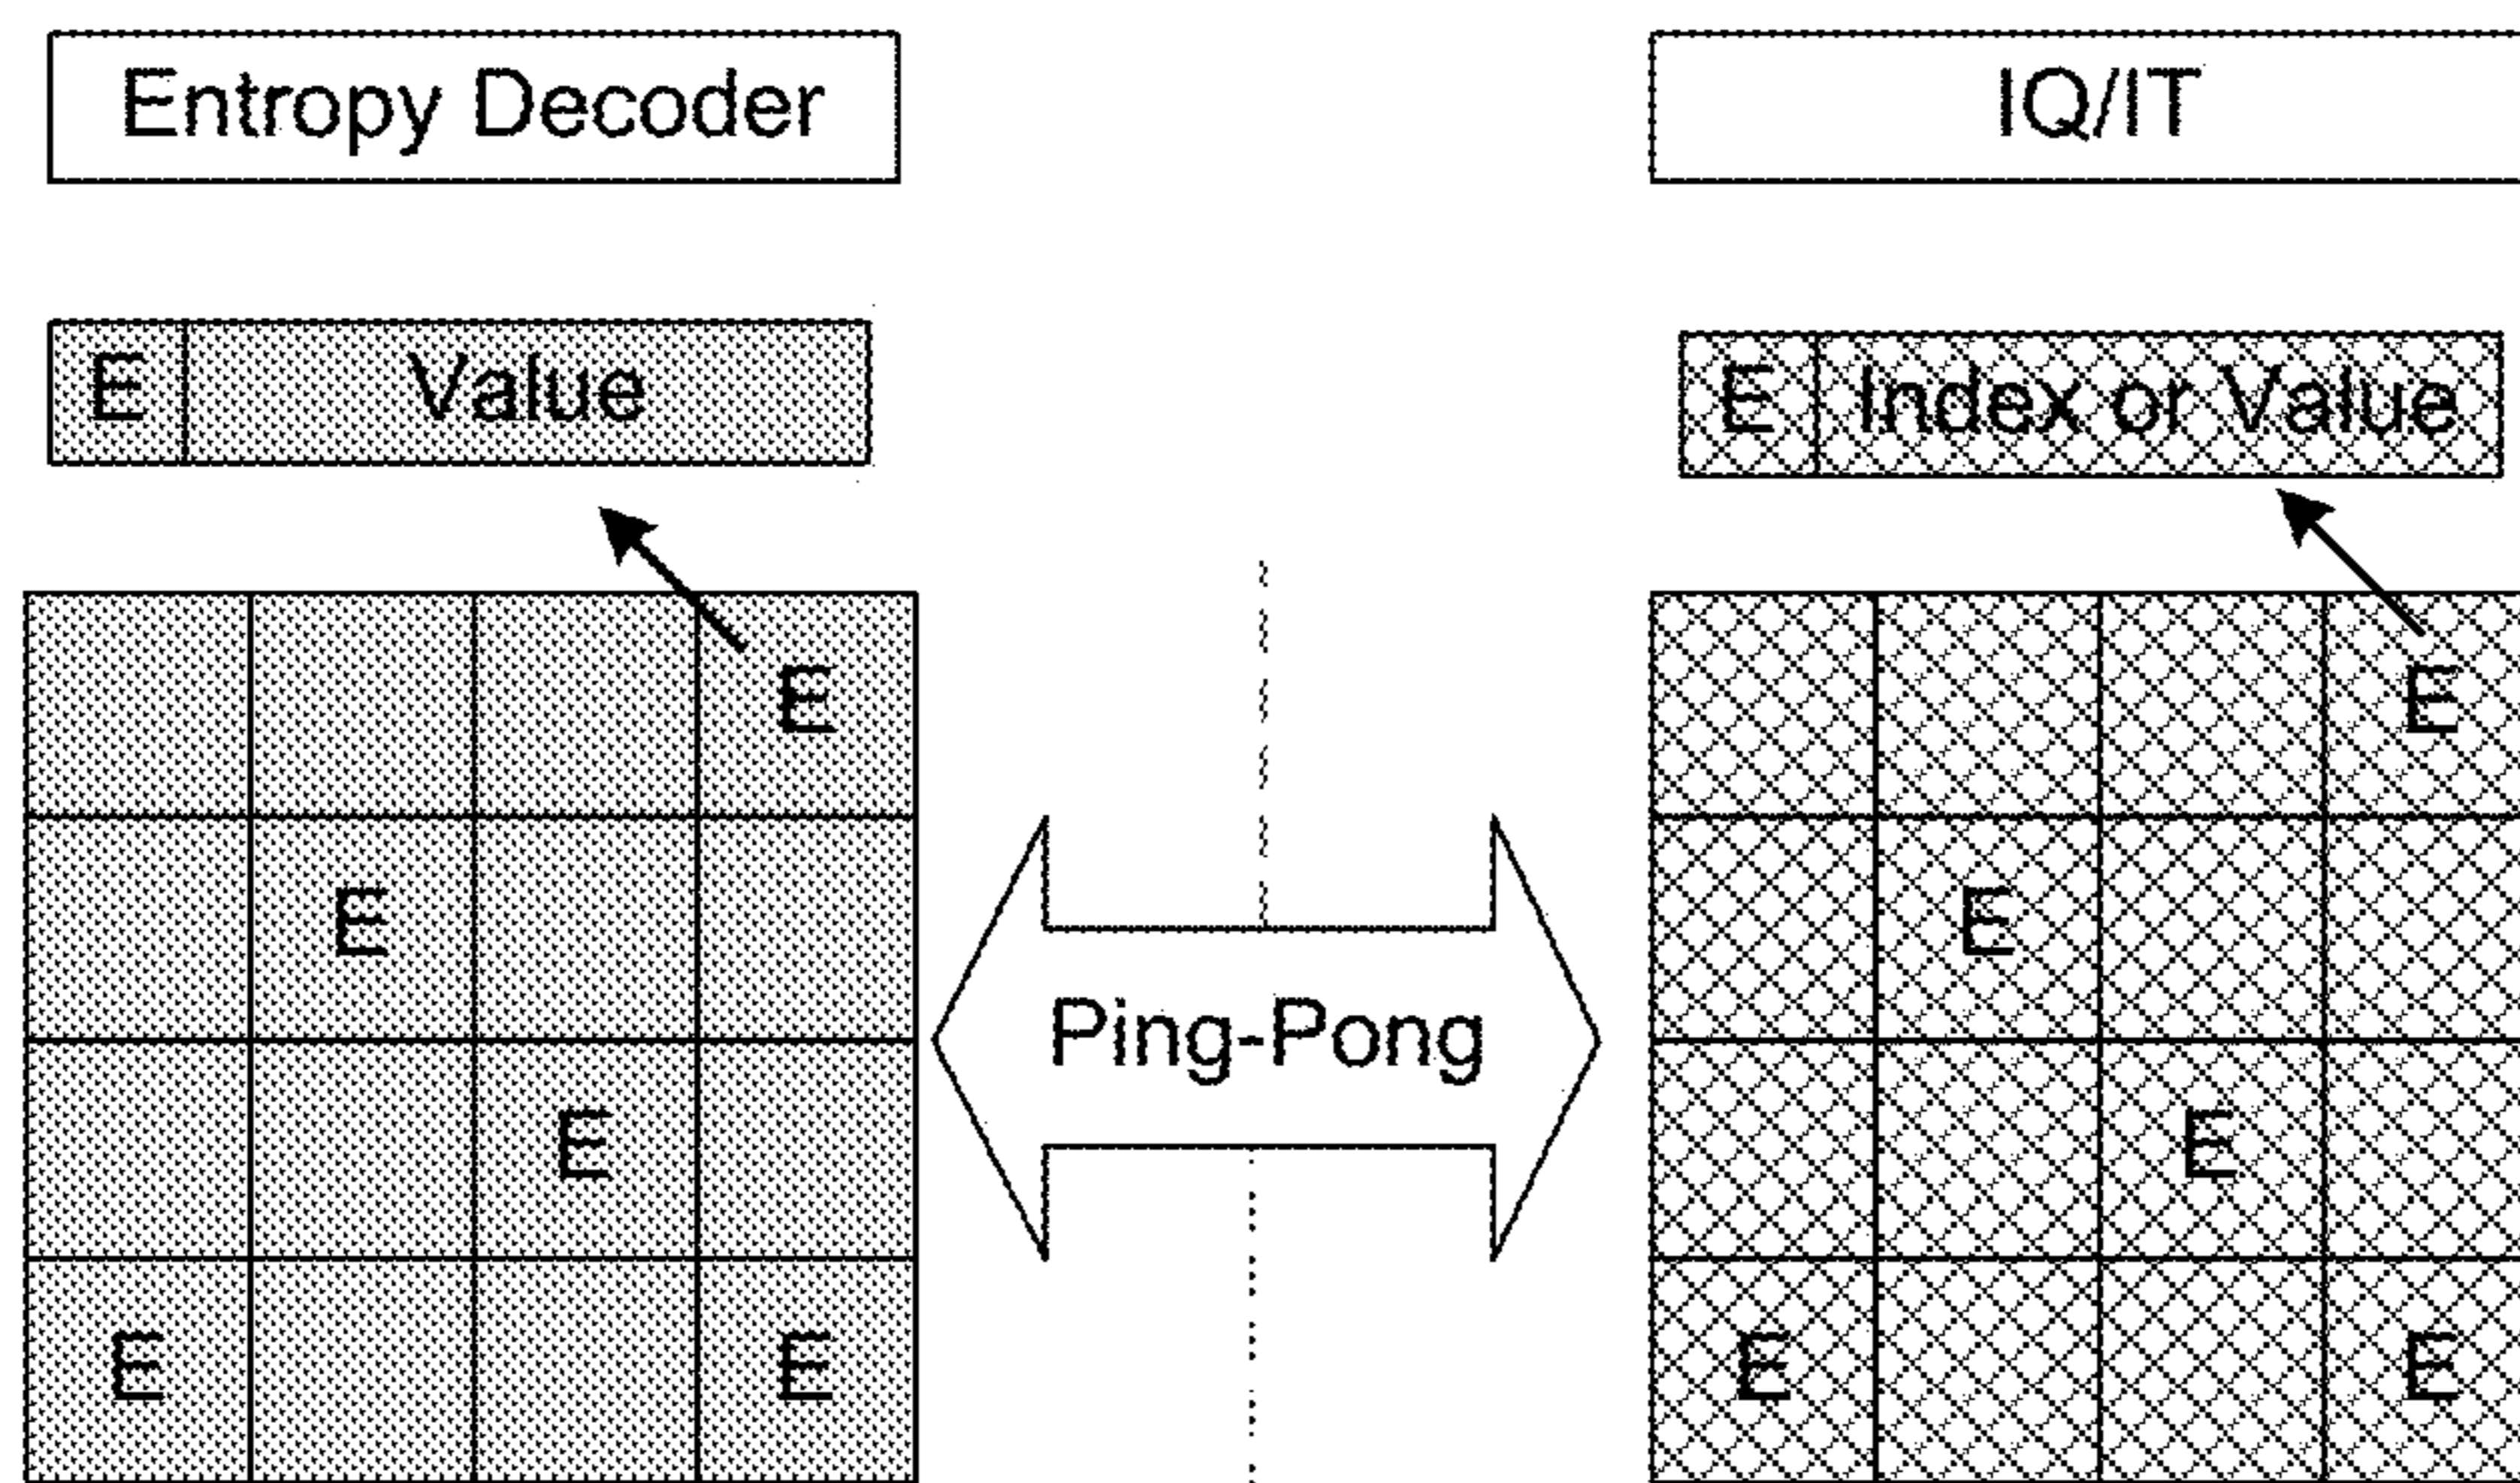 Entropy Decoder
IQ/IT
E Value
E Index or Value
E
E
E
E
Ping-Pong
E
E
E E
E E